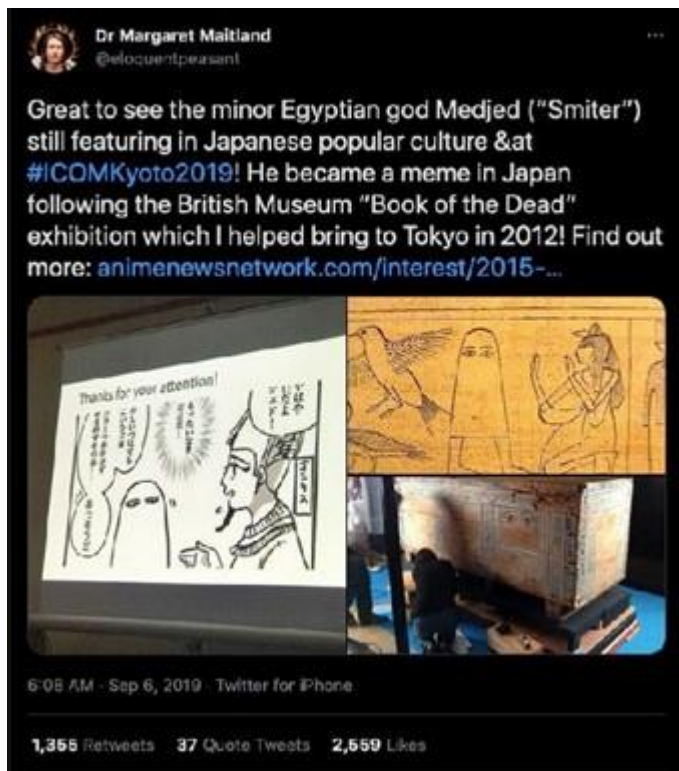 Dr Margaret Maitland
@eloquentpeasant
Great to see the minor Egyptian god Medjed ("Smiter")
still featuring in Japanese popular culture &at
#ICOMKyoto2019! He became a meme in Japan
following the British Museum "Book of the Dead"
exhibition which I helped bring to Tokyo in 2012! Find out
more: animenewsnetwork.com/interest/2015-...
Thanks for your attention!
6:08 AM · Sep 6, 2019 · Twitter for iPhone
1,355 Retweets 37 Quote Tweets 2,559 Likes